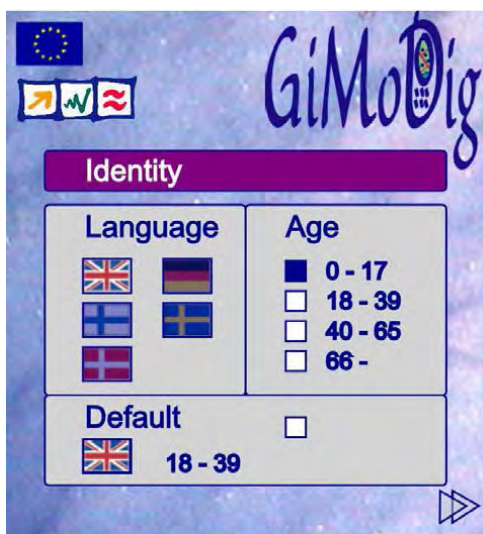 GiMoDig
Identity
Language
Age
0 - 17
18 - 39
40 - 65
66 -
Default
18 - 39